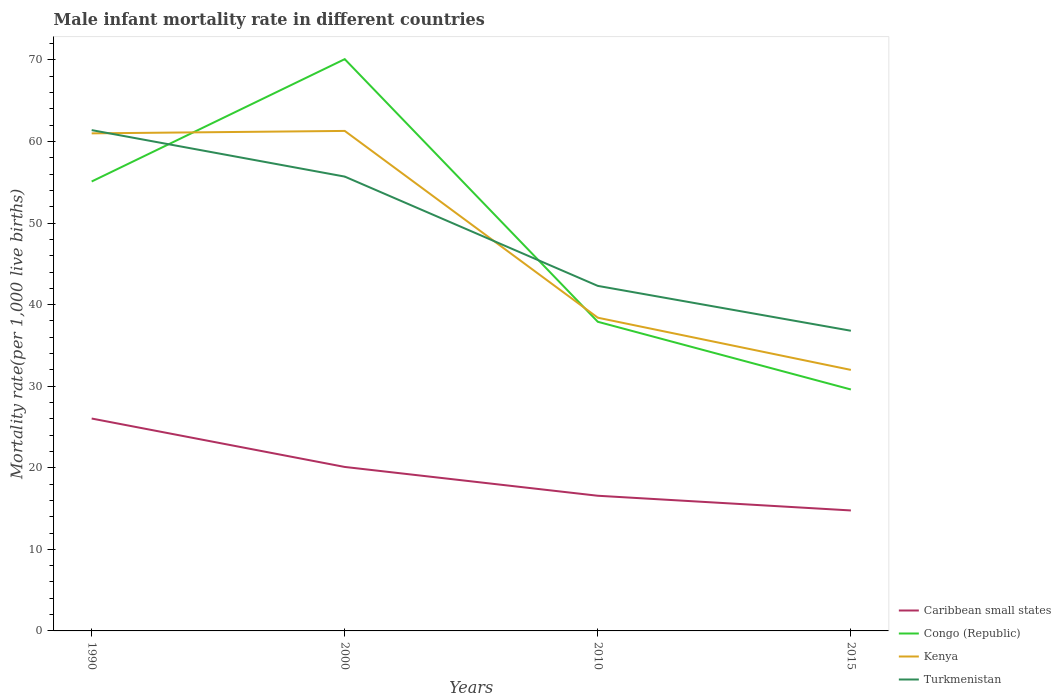 Male infant mortality rate in different countries
Mortality rate(per 1,000 live births)
70
60
50
40
30
20
10
0
1990
2000
2010
2015
Years
Caribbean small states
Congo (Republic)
Kenya
Turkmenistan